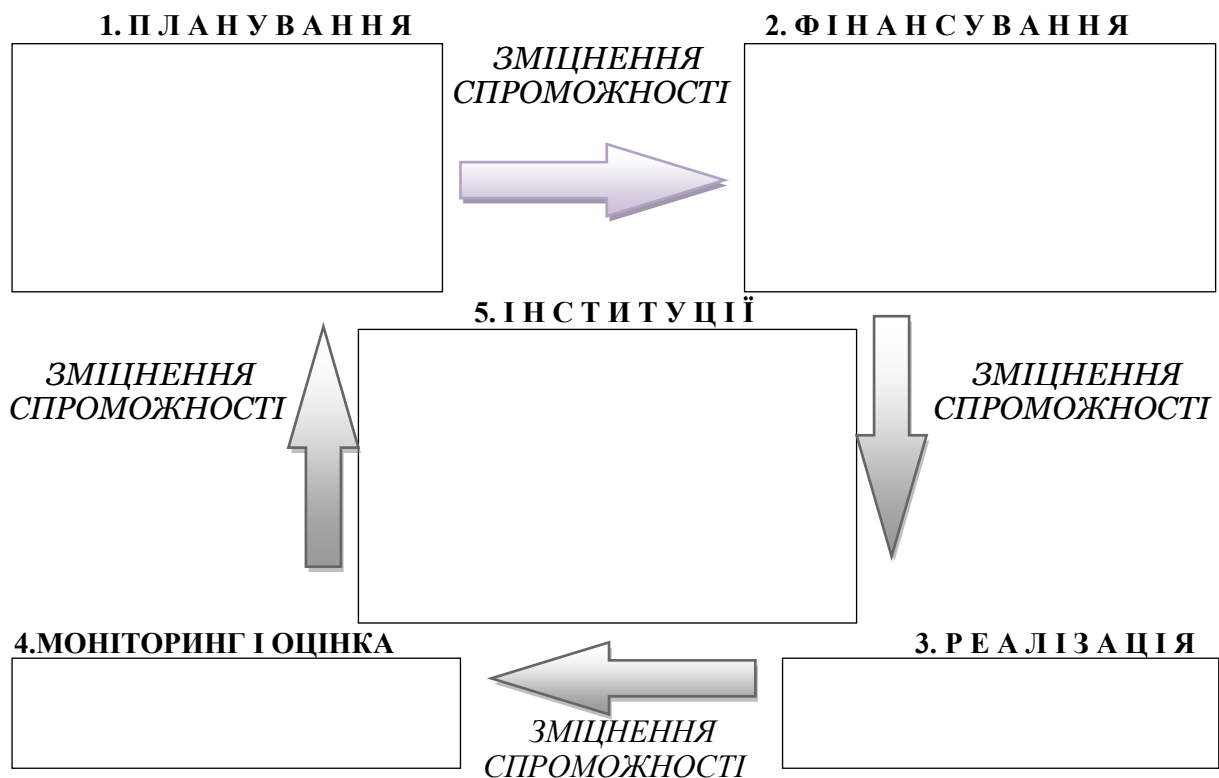 1. П Л А Н У В А Н Н Я
2. Ф І Н А Н С У В А Н Н Я
ЗМІЦНЕННЯ
СПРОМОЖНОСТІ
5. І Н С Т И Т У Ц І Ї
ЗМІЦНЕННЯ
СПРОМОЖНОСТІ
ЗМІЦНЕННЯ
СПРОМОЖНОСТІ
4.МОНІТОРИНГ І ОЦІНКА
3. Р Е А Л І З А Ц І Я
ЗМІЦНЕННЯ
СПРОМОЖНОСТІ